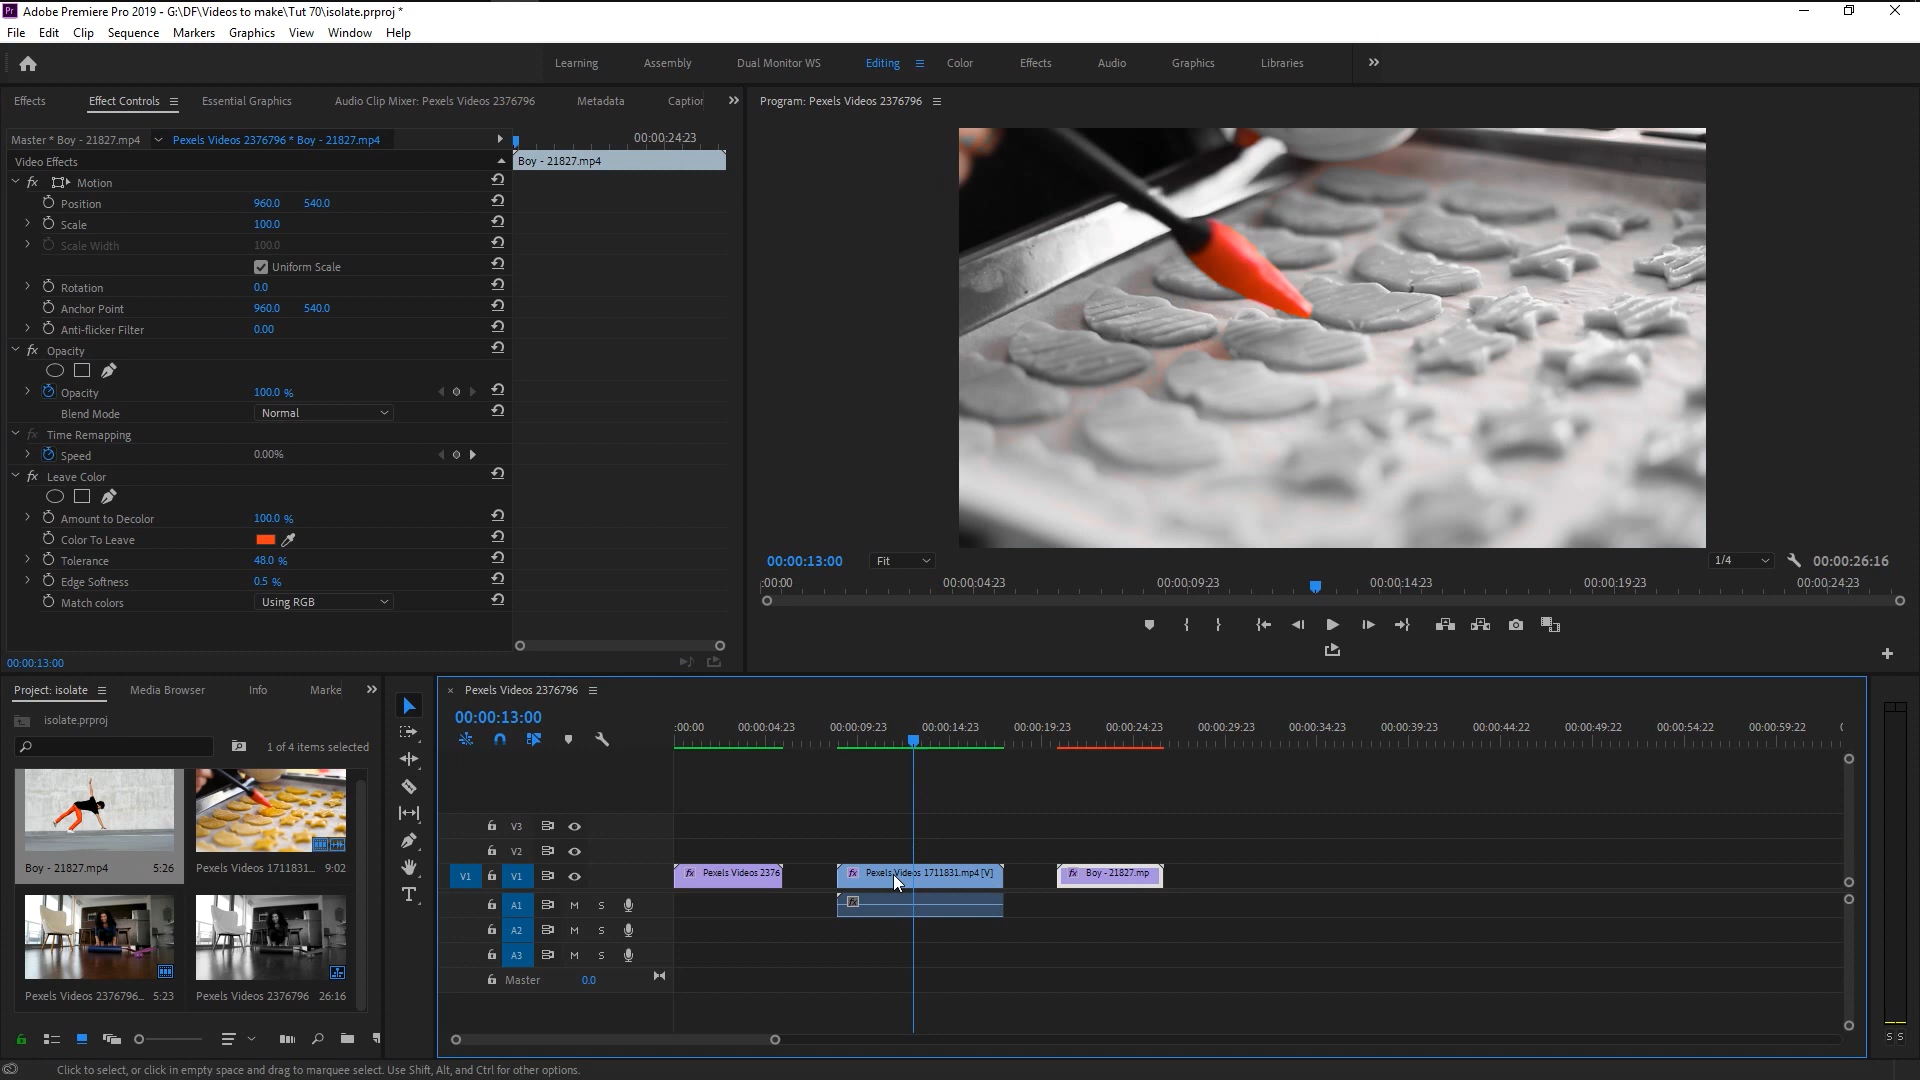 Adobe Premiere Pro 2019 - G:\DF\Videos to make\Tut 70\isolate.prproj *
File Edit Clip Sequence Markers Graphics View Window Help
Learning Assembly Dual Monitor WS Editing Color Effects Audio Graphics Libraries
Effects Effect Controls Essential Graphics Audio Clip Mixer: Pexels Videos 2376796 Metadata Caption
Program: Pexels Videos 2376796
Master * Boy - 21827.mp4 Pexels Videos 2376796 * Boy - 21827.mp4 00:00:24:23
Video Effects Boy - 21827.mp4
fx Motion
Position 960.0 540.0
Scale 100.0
Scale Width 100.0
Uniform Scale
Rotation 0.0
Anchor Point 960.0 540.0
Anti-flicker Filter 0.00
fx Opacity
Opacity 100.0 %
Blend Mode Normal
fx Time Remapping
Speed 0.00%
fx Leave Color
Amount to Decolor 100.0 %
Color To Leave
Tolerance 48.0 %
Edge Softness 0.5 %
Match colors Using RGB
00:00:13:00
00:00:13:00 Fit 1/4 00:00:26:16
:00:00 00:00:04:23 00:00:09:23 00:00:14:23 00:00:19:23 00:00:24:23
Project: isolate Media Browser Info Marke
isolate.prproj
1 of 4 items selected
Boy - 21827.mp4 5:26 Pexels Videos 1711831... 9:02
Pexels Videos 2376796... 5:23 Pexels Videos 2376796 26:16
× Pexels Videos 2376796
00:00:13:00
:00:00 00:00:04:23 00:00:09:23 00:00:14:23 00:00:19:23 00:00:24:23 00:00:29:23 00:00:34:23 00:00:39:23 00:00:44:22 00:00:49:22 00:00:54:22 00:00:59:22
V3
V2
V1 V1 fx Pexels Videos 2376 fx Pexels Videos 1711831.mp4 [V] fx Boy - 21827.mp
A1 M S fx
A2 M S
A3 M S
Master 0.0
S S
Click to select, or click in empty space and drag to marquee select. Use Shift, Alt, and Ctrl for other options.